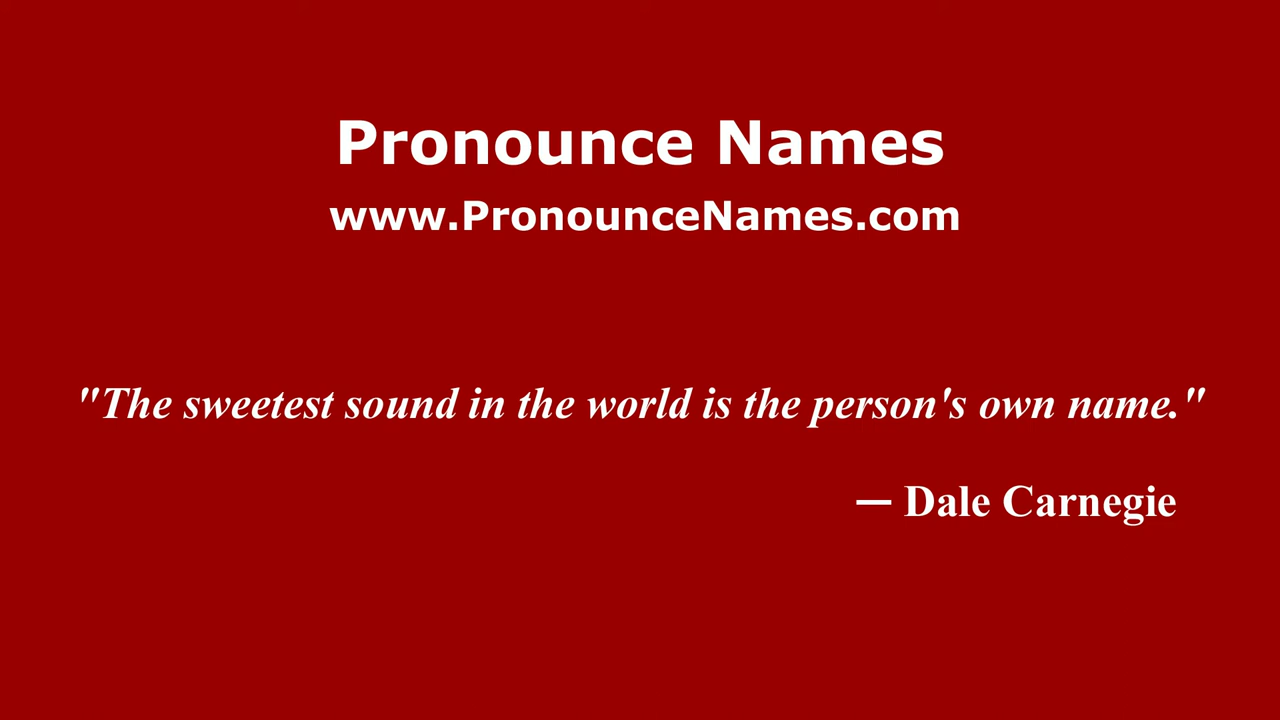 Pronounce Names
www.PronounceNames.com
"The sweetest sound in the world is the person's own name."
— Dale Carnegie